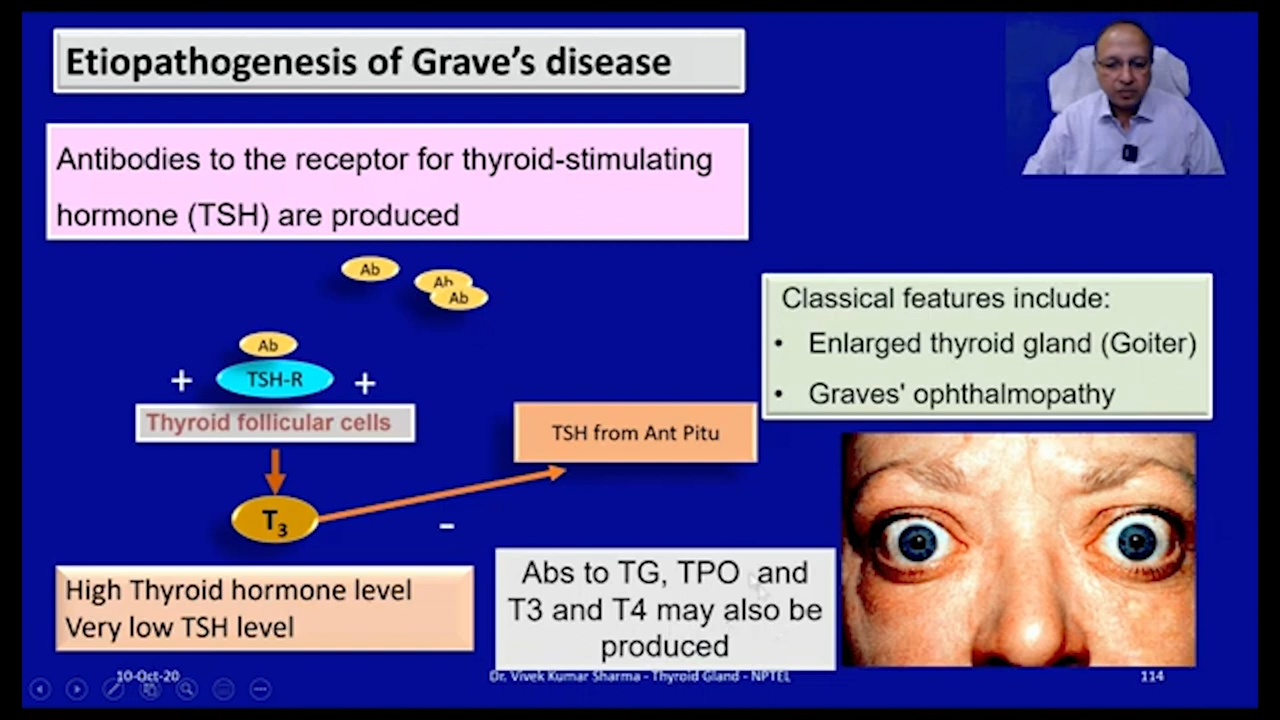 Etiopathogenesis of Grave's disease
Antibodies to the receptor for thyroid-stimulating
hormone (TSH) are produced
Ab
Ab
Ab
Ab
+ TSH-R +
Thyroid follicular cells
T3
-
TSH from Ant Pitu
High Thyroid hormone level
Very low TSH level
Abs to TG, TPO and
T3 and T4 may also be
produced
Classical features include:
• Enlarged thyroid gland (Goiter)
• Graves' ophthalmopathy
10-Oct-20
Dr. Vivek Kumar Sharma - Thyroid Gland - NPTEL
114